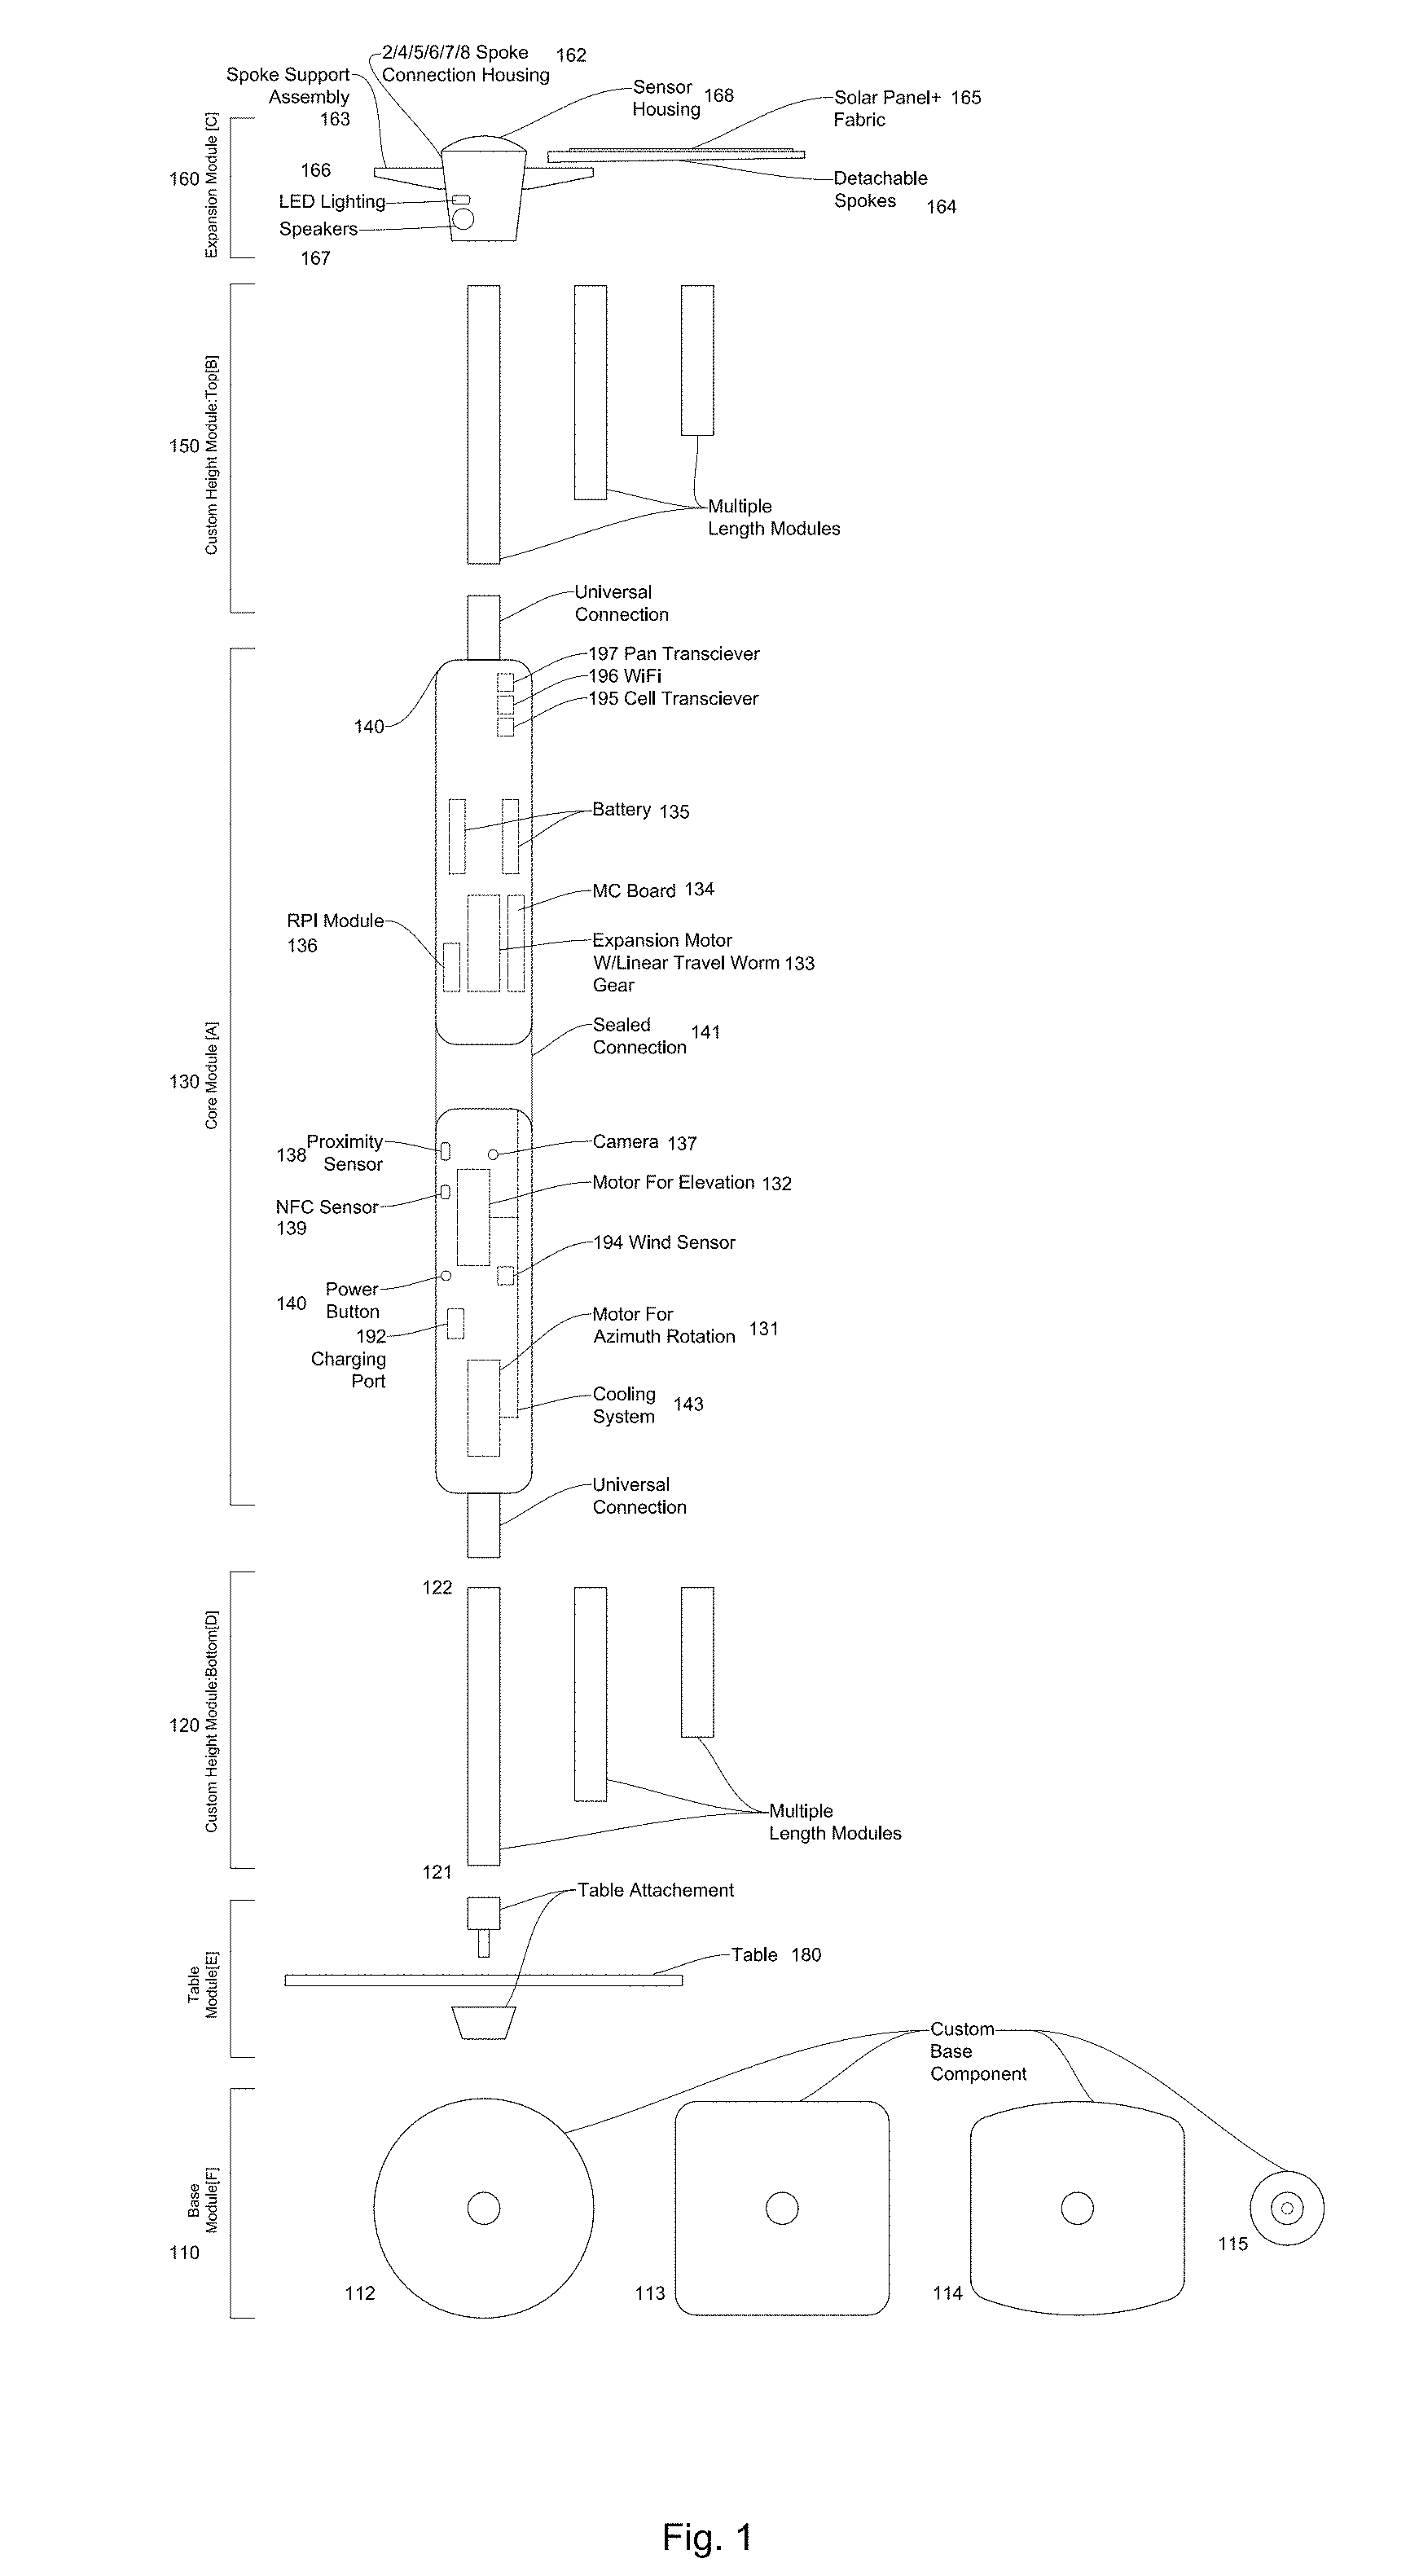 2/4/5/6/7/8 Spoke 162
Connection Housing
Spoke Support
Assembly
163
Sensor 168
Housing
Solar Panel+ 165
Fabric
160 Expansion Module [C]
166
LED Lighting
Speakers
167
Detachable
Spokes 164
150 Custom Height Module:Top[B]
Multiple
Length Modules
Universal
Connection
197 Pan Transciever
196 WiFi
195 Cell Transciever
140
Battery 135
MC Board 134
RPI Module
136
Expansion Motor
W/Linear Travel Worm 133
Gear
Sealed 141
Connection
130 Core Module [A]
138 Proximity
Sensor
Camera 137
Motor For Elevation 132
NFC Sensor
139
194 Wind Sensor
140 Power
Button
192
Charging
Port
Motor For
Azimuth Rotation 131
Cooling
System 143
Universal
Connection
122
120 Custom Height Module:Bottom[D]
Multiple
Length Modules
121
Table Attachement
Table 180
Table
Module[E]
Custom
Base
Component
Base
Module[F]
110
112
113
114
115
Fig. 1